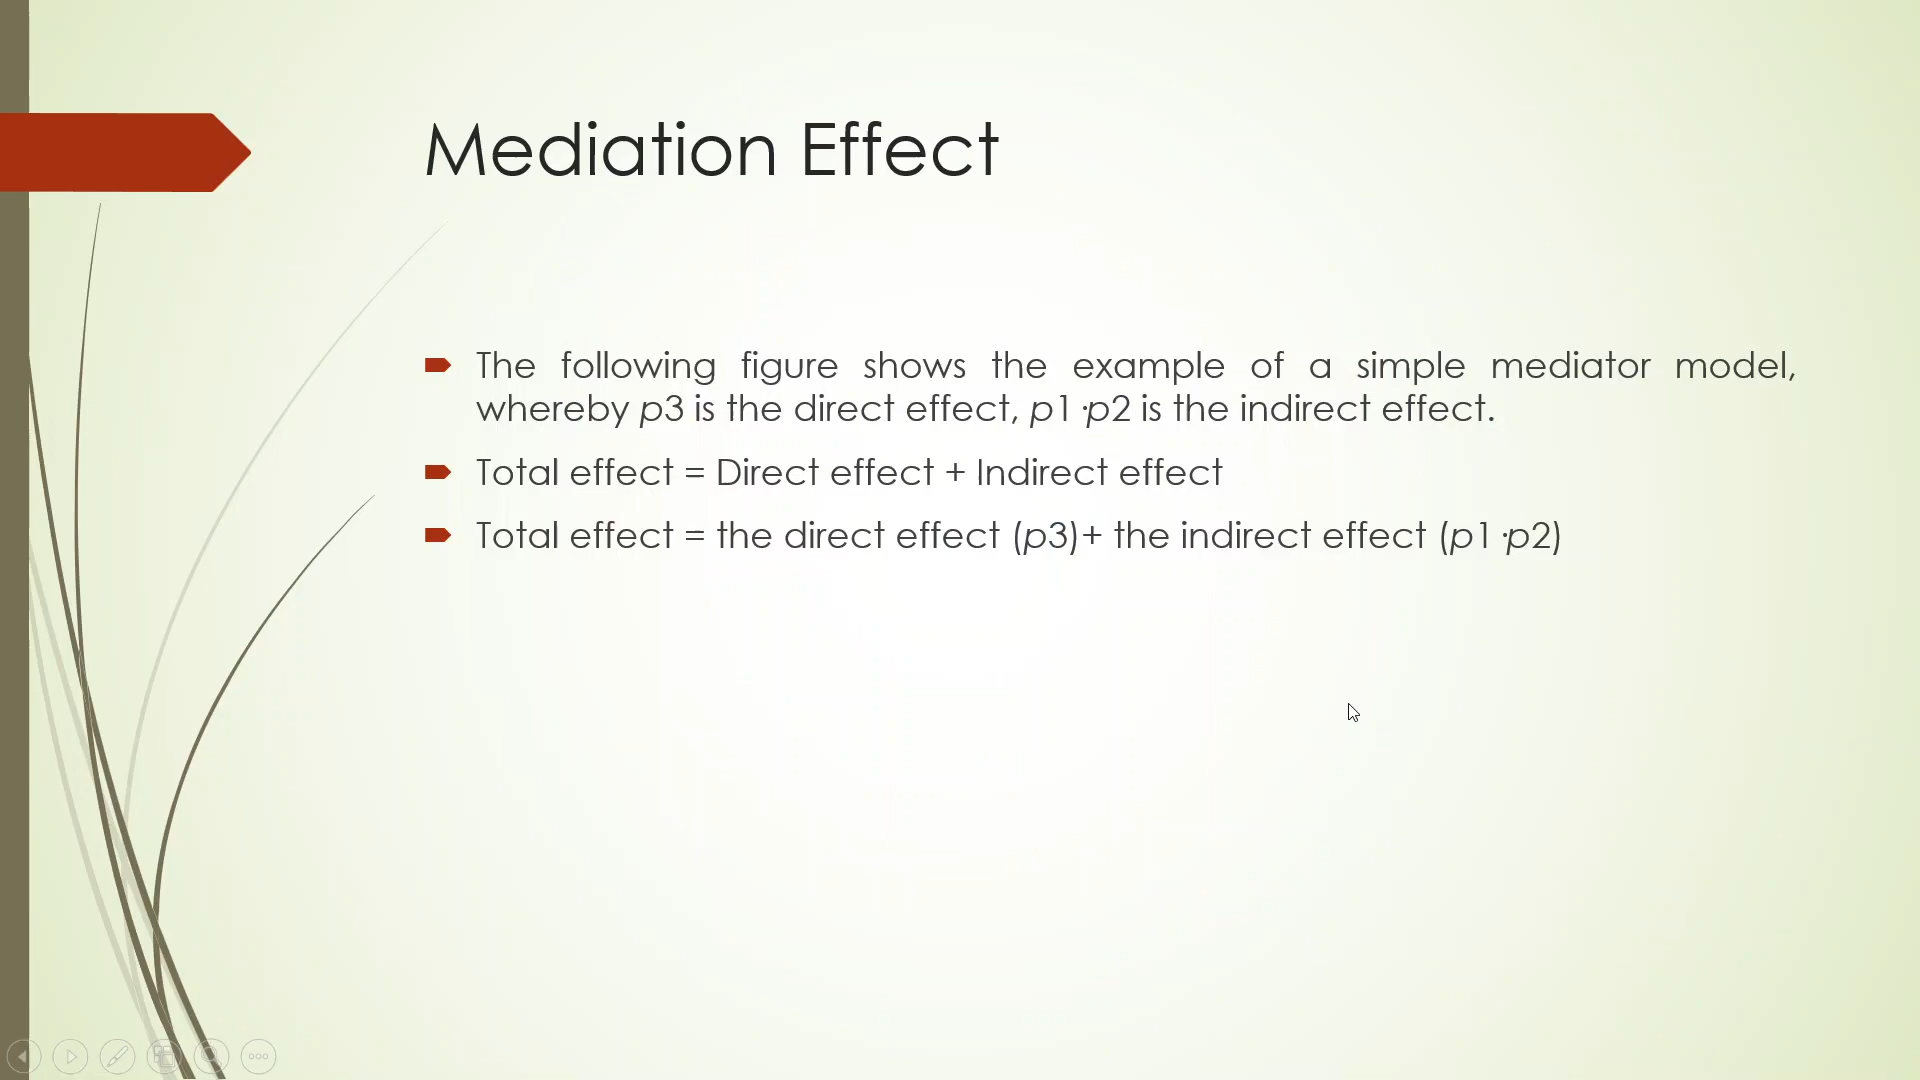 Mediation Effect
The following figure shows the example of a simple mediator model,
whereby p3 is the direct effect, p1·p2 is the indirect effect.
Total effect = Direct effect + Indirect effect
Total effect = the direct effect (p3)+ the indirect effect (p1·p2)